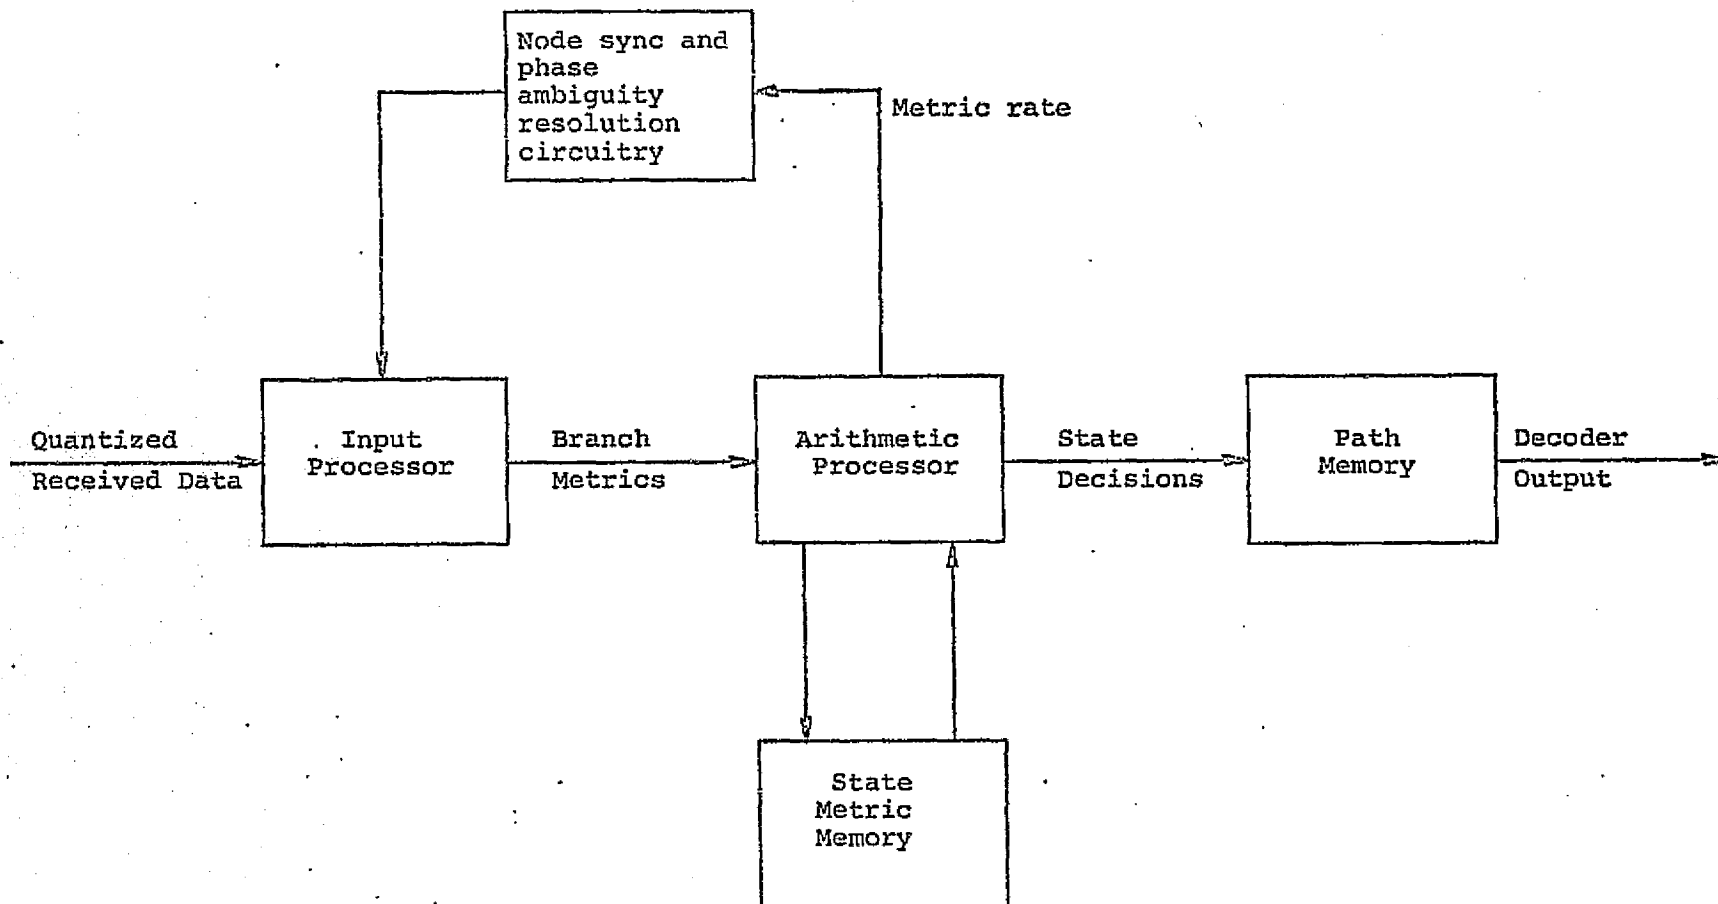 Node sync and
phase
ambiguity
resolution
circuitry
Metric rate
Quantized
Received Data
Input
Processor
Branch
Metrics
Arithmetic
Processor
State
Decisions
Path
Memory
Decoder
Output
State
Metric
Memory